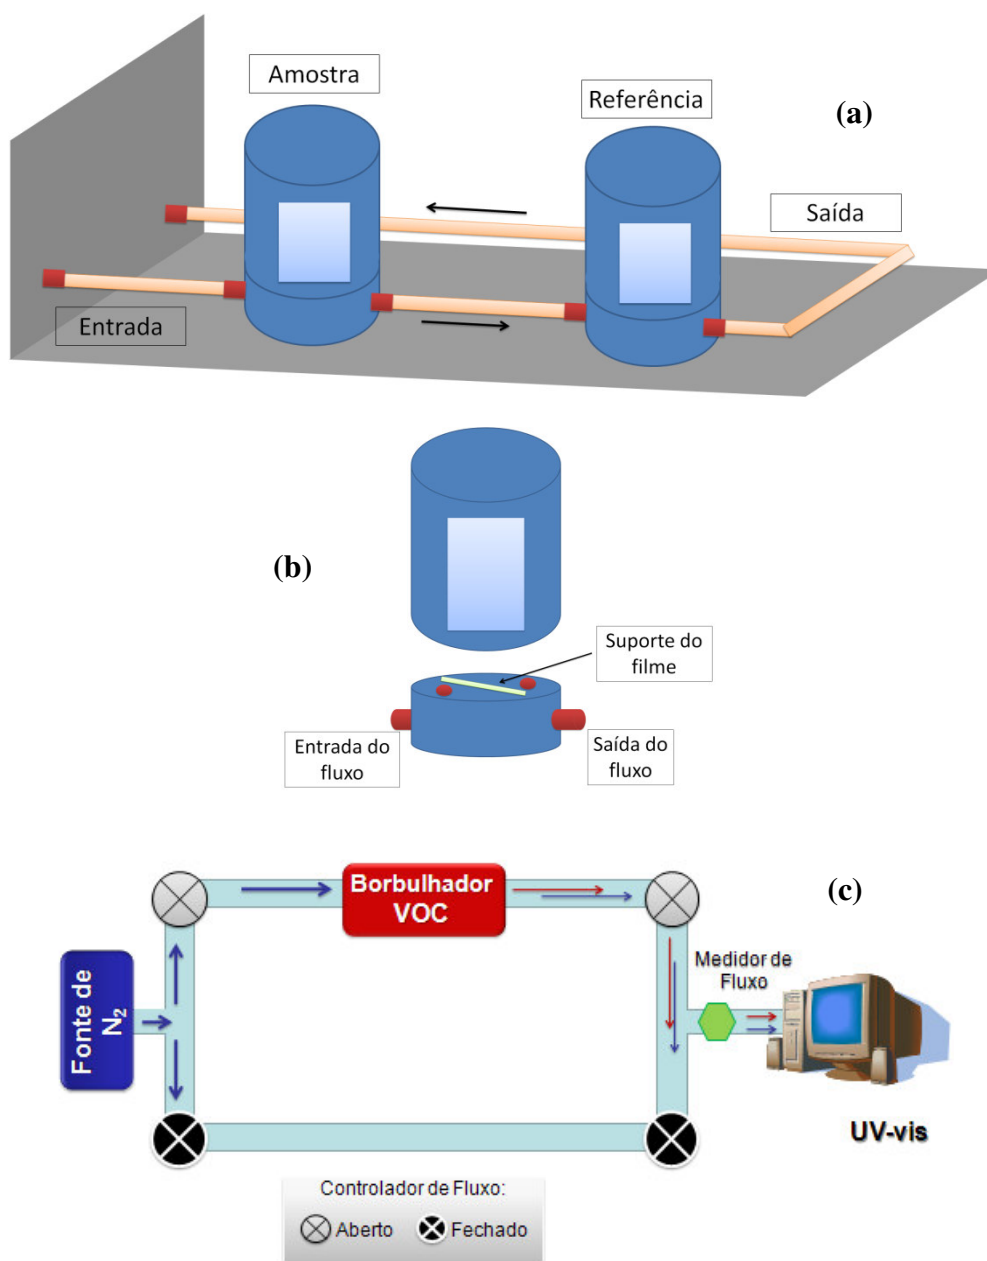 Amostra
Referência
(a)
Saída
Entrada
(b)
Suporte do
filme
Entrada do
fluxo
Saída do
fluxo
(c)
Borbulhador
VOC
Medidor de
Fluxo
Fonte de
N2
UV-vis
Controlador de Fluxo:
Aberto
Fechado